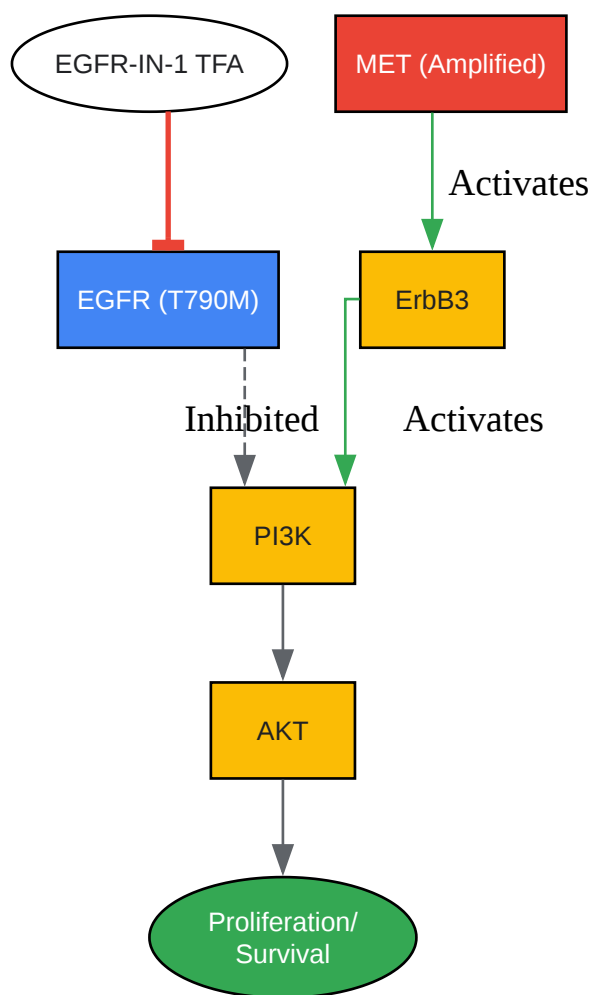 EGFR-IN-1 TFA
MET (Amplified)
Activates
EGFR (T790M)
ErbB3
Inhibited
Activates
PI3K
AKT
Proliferation/
Survival